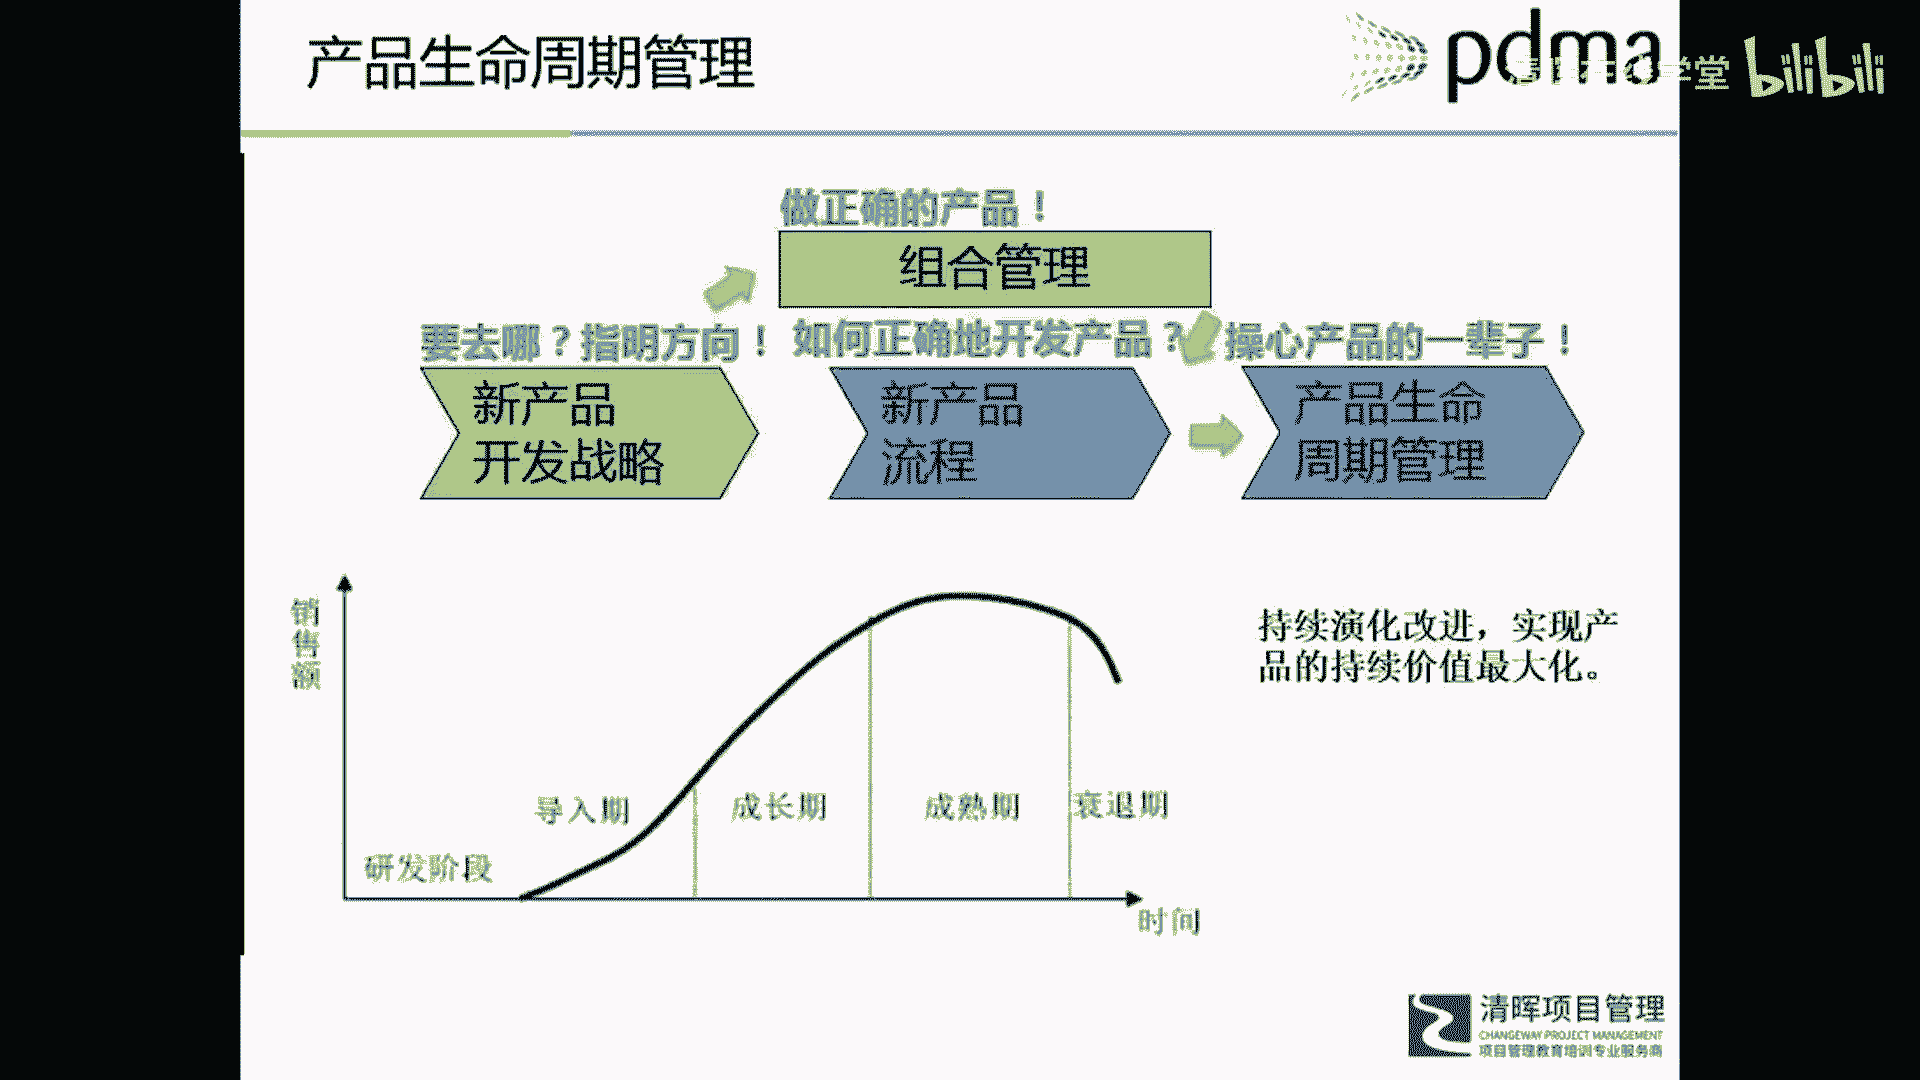 产品生命周期管理
pdma
学堂
bilibili
做正确的产品！
组合管理
要去哪？指明方向！
如何正确地开发产品？
操心产品的一辈子！
新产品
开发战略
新产品
流程
产品生命
周期管理
销售额
持续演化改进，实现产
品的持续价值最大化。
导入期
成长期
成熟期
衰退期
研发阶段
时间
清晖项目管理
CHANGEWAY PROJECT MANAGEMENT
项目管理教育培训专业服务商